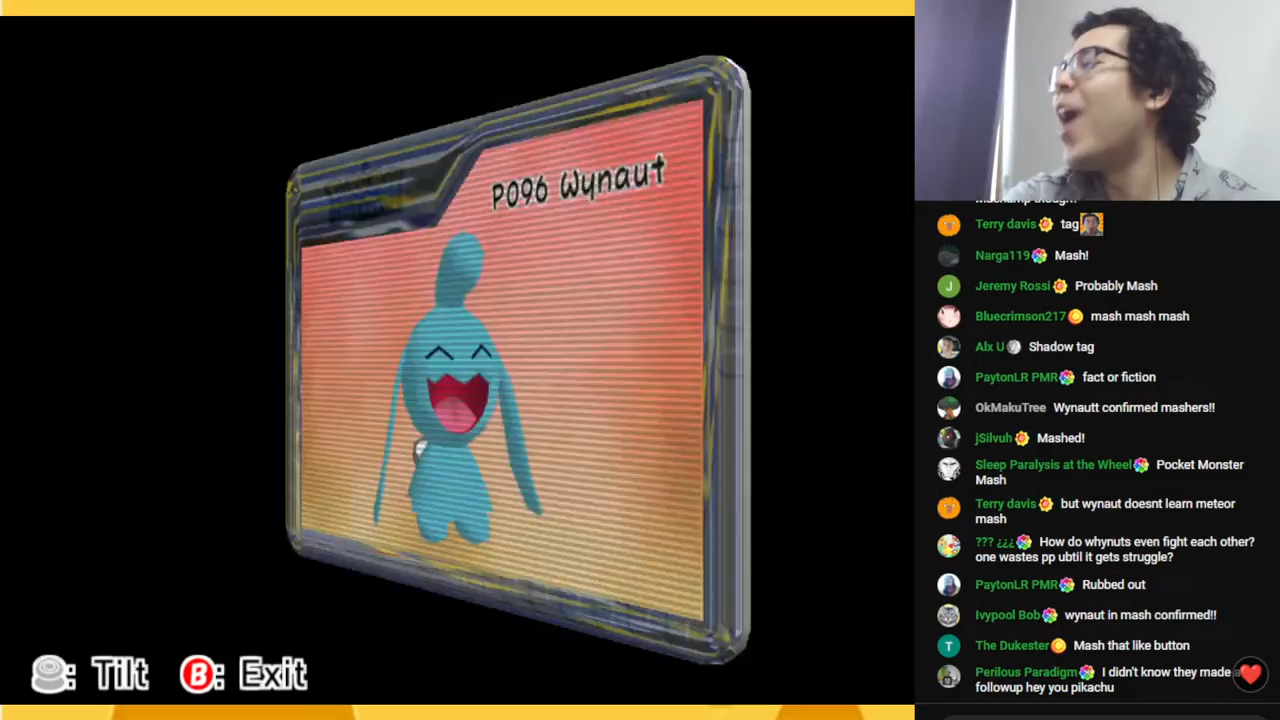 P096 Wynaut
: Tilt B: Exit
Terry davis tag
Narga119 Mash!
Jeremy Rossi Probably Mash
Bluecrimson217 mash mash mash
Alx U Shadow tag
PaytonLR PMR fact or fiction
OkMakuTree Wynautt confirmed mashers!!
jSilvuh Mashed!
Sleep Paralysis at the Wheel Pocket Monster
Mash
Terry davis but wynaut doesnt learn meteor
mash
??? ¿¿¿ How do whynuts even fight each other?
one wastes pp ubtil it gets struggle?
PaytonLR PMR Rubbed out
Ivypool Bob wynaut in mash confirmed!!
The Dukester Mash that like button
Perilous Paradigm I didn't know they made a
followup hey you pikachu